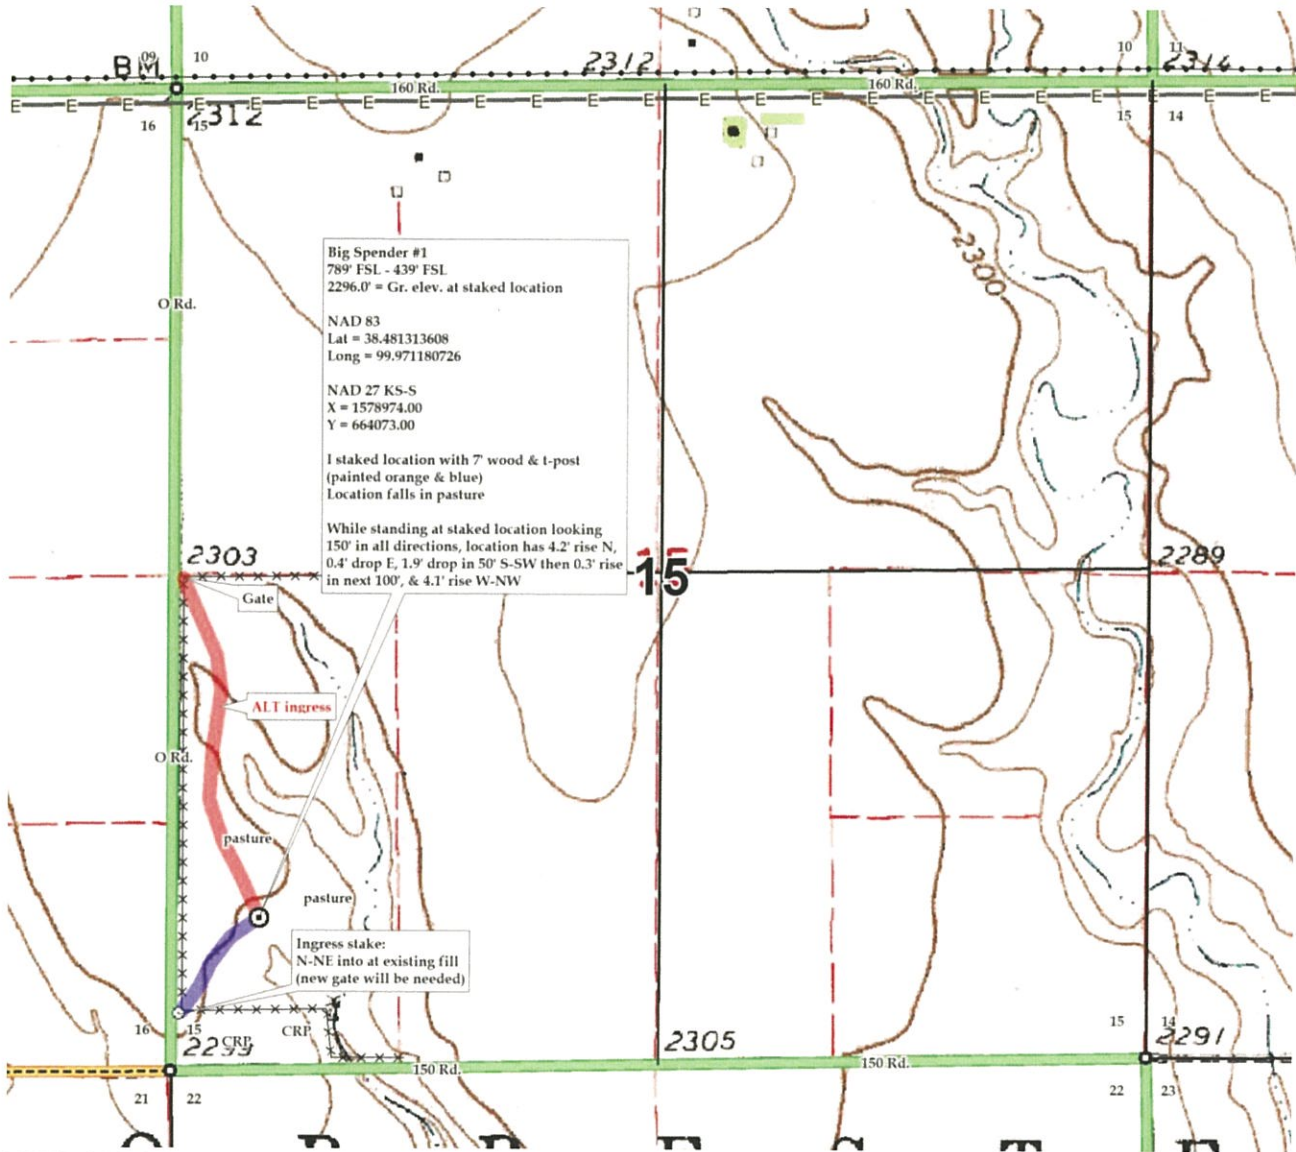 09 10
BM
2312
10 11
2314
160 Rd.
160 Rd.
E E E E E E E E E E E E E E E E E E E E E E E
16 15
2312
15 14
Big Spender #1
789' FSL - 439' FSL
2296.0' = Gr. elev. at staked location
NAD 83
Lat = 38.481313608
Long = 99.971180726
NAD 27 KS-S
X = 1578974.00
Y = 664073.00
I staked location with 7' wood & t-post
(painted orange & blue)
Location falls in pasture
While standing at staked location looking
150' in all directions, location has 4.2' rise N,
0.4' drop E, 1.9' drop in 50' S-SW then 0.3' rise
in next 100', & 4.1' rise W-NW
2300
O Rd.
2303
15
2289
Gate
ALT ingress
O Rd.
pasture
pasture
Ingress stake:
N-NE into at existing fill
(new gate will be needed)
16 15
CRP
CRP
2305
15 14
2291
150 Rd.
150 Rd.
21 22
22 23